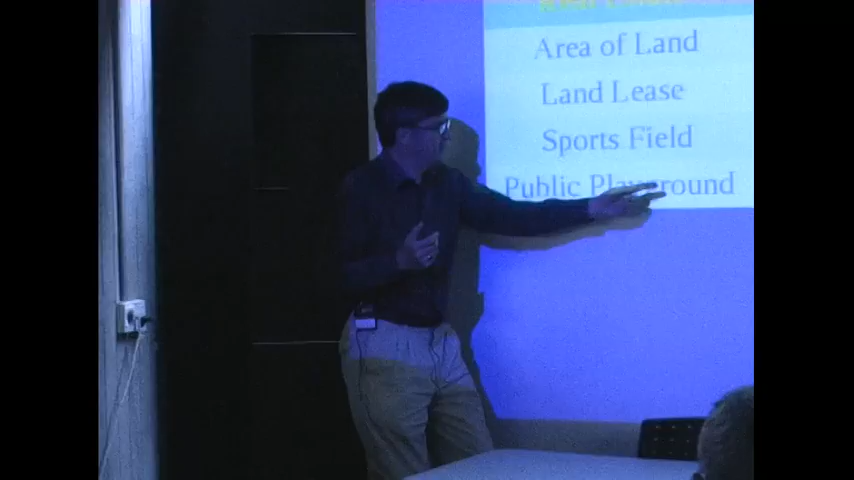 Area of Land
Land Lease
Sports Field
Public Playground